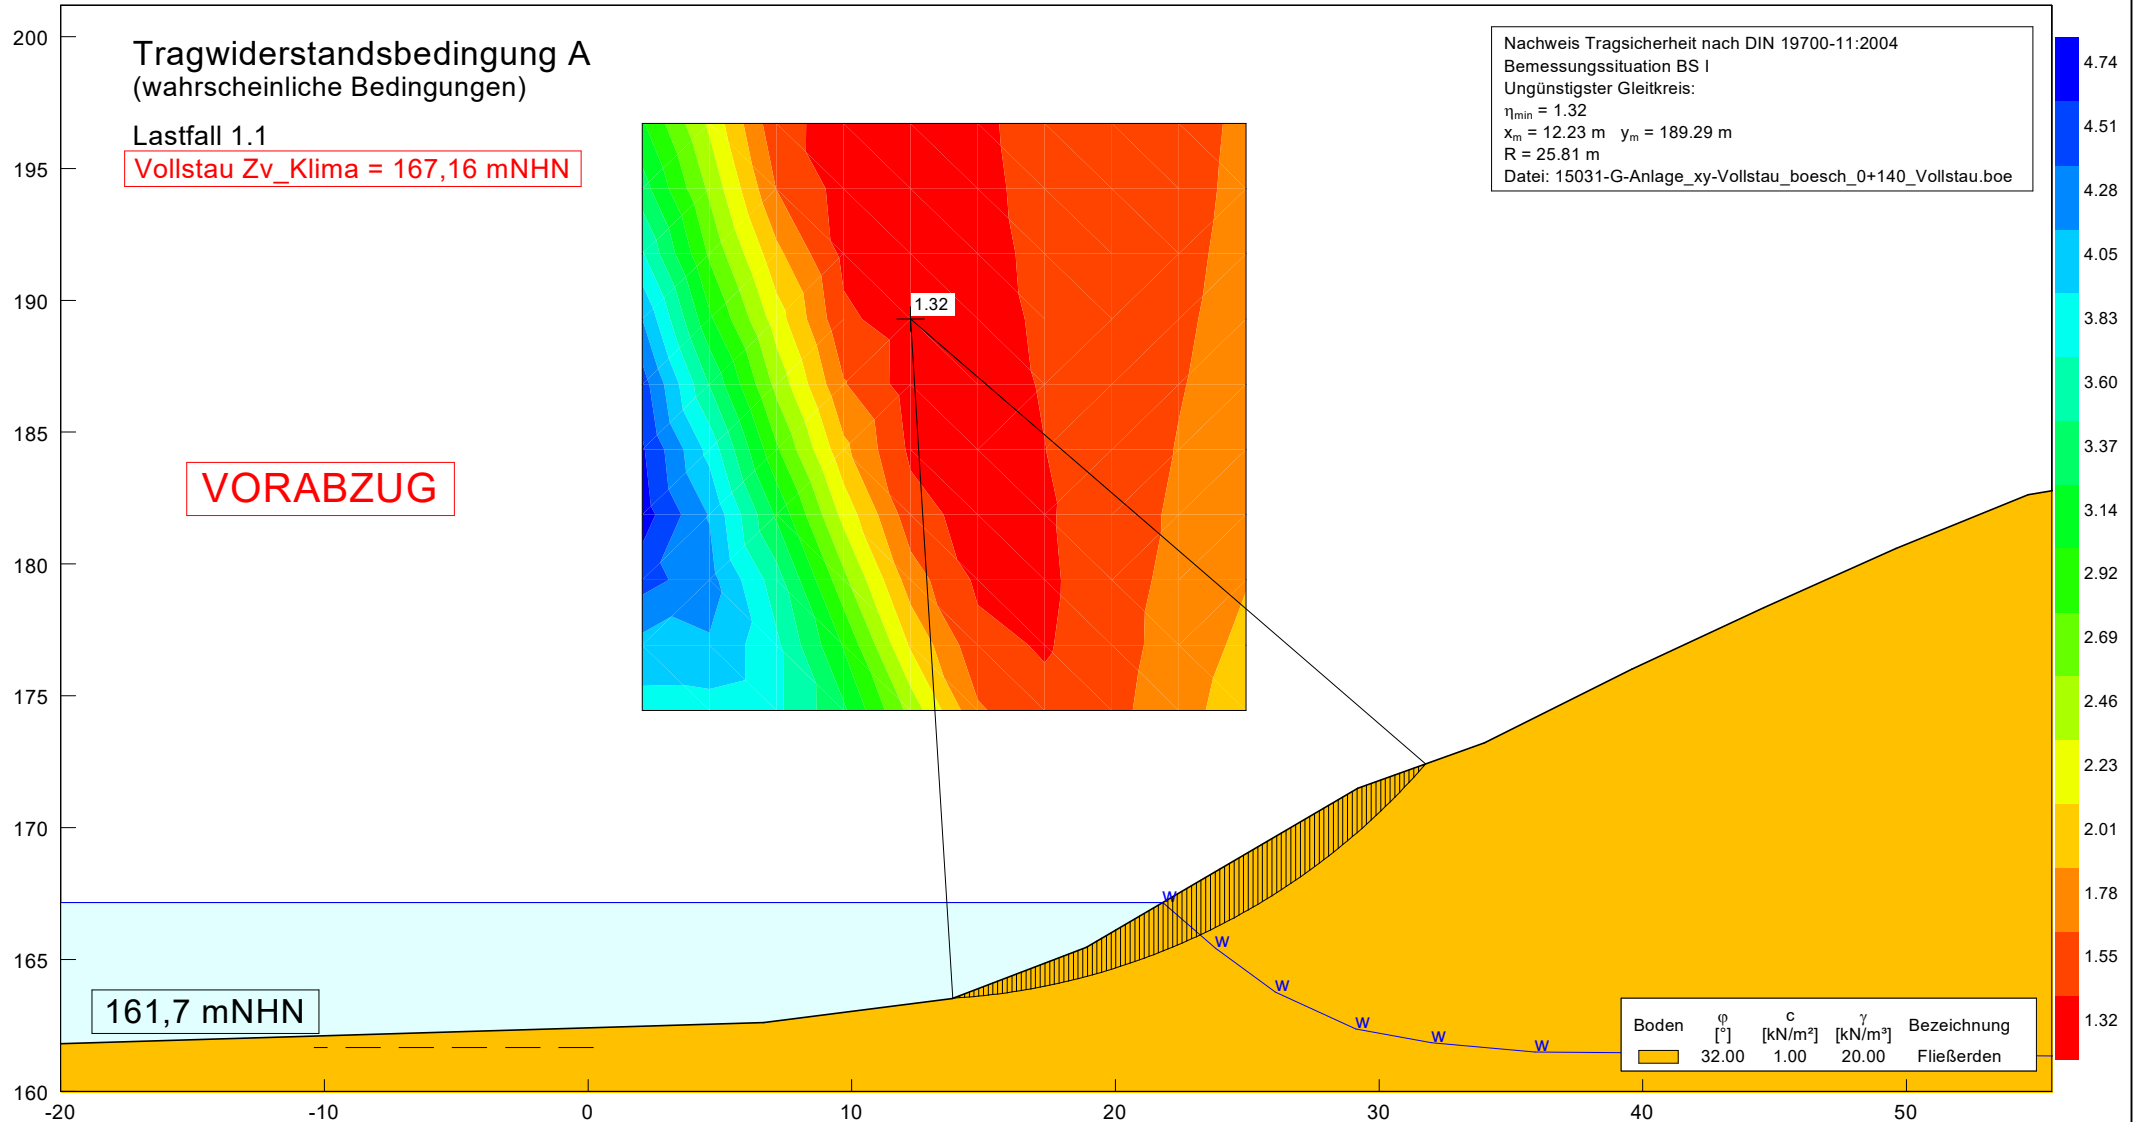 Tragwiderstandsbedingung A
(wahrscheinliche Bedingungen)
Lastfall 1.1
Vollstau Zv_Klima = 167,16 mNHN
Nachweis Tragsicherheit nach DIN 19700-11:2004
Bemessungssituation BS I
Ungünstigster Gleitkreis:
ηmin = 1.32
xm = 12.23 m ym = 189.29 m
R = 25.81 m
Datei: 15031-G-Anlage_xy-Vollstau_boesch_0+140_Vollstau.boe
200
195
190
185
180
175
170
165
160
1.32
VORABZUG
161,7 mNHN
w
w
w
w
w
w
Boden φ c γ Bezeichnung
[°] [kN/m²] [kN/m³]
32.00 1.00 20.00 Fließerden
-20 -10 0 10 20 30 40 50
4.74
4.51
4.28
4.05
3.83
3.60
3.37
3.14
2.92
2.69
2.46
2.23
2.01
1.78
1.55
1.32